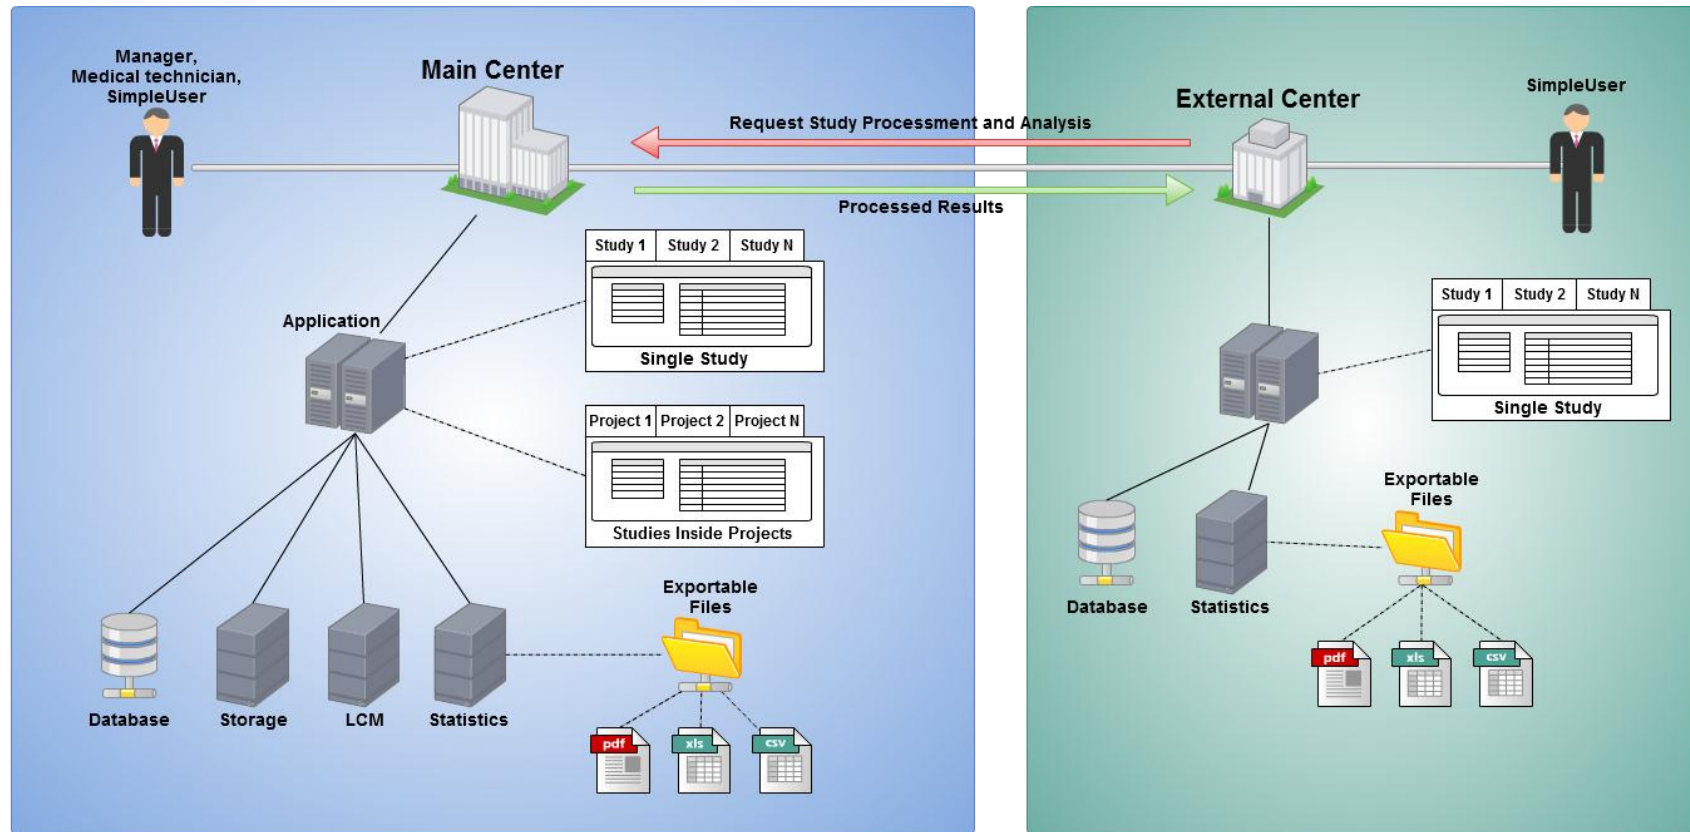 Manager,
Medical technician,
SimpleUser
Main Center
Request Study Processment and Analysis
Processed Results
Application
Study 1 Study 2 Study N
Single Study
Project 1 Project 2 Project N
Studies Inside Projects
Database
Storage
LCM
Statistics
Exportable
Files
pdf
xls
csv
External Center
SimpleUser
Study 1 Study 2 Study N
Single Study
Database
Statistics
Exportable
Files
pdf
xls
csv